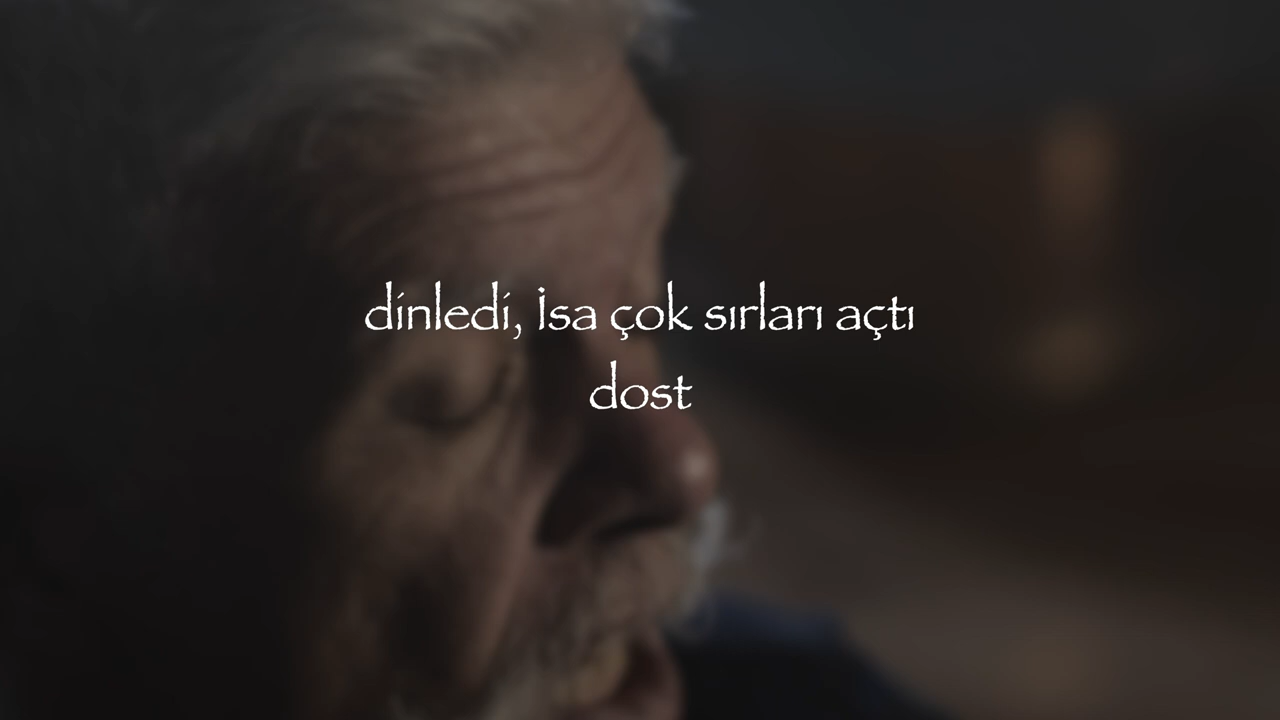 dinledi, İsa çok sırları açtı
dost